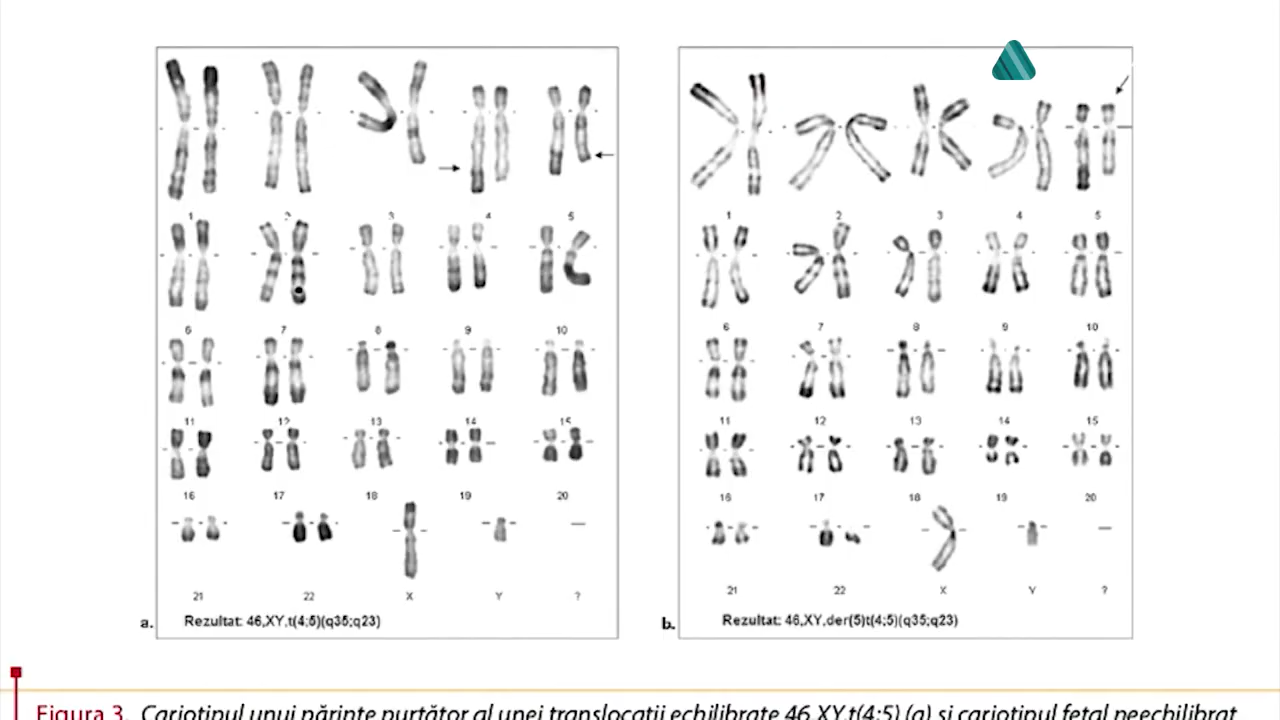 1 2 3 4 5
6 7 8 9 10
11 12 13 14 15
16 17 18 19 20
21 22 X Y ?
a. Rezultat: 46,XY,t(4;5)(q35;q23)
1 2 3 4 5
6 7 8 9 10
11 12 13 14 15
16 17 18 19 20
21 22 X Y ?
b. Rezultat: 46,XY,der(5)t(4;5)(q35;q23)
Figura 3. Cariotipul unui părinte purtător al unei translocații echilibrate 46,XY,t(4;5) (a) și cariotipul fetal neechilibrat